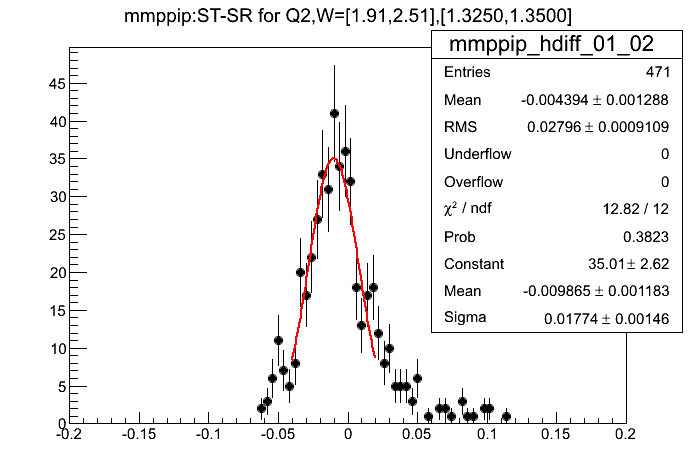 mmppip:ST-SR for Q2,W=[1.91,2.51],[1.3250,1.3500]
mmppip_hdiff_01_02
Entries 471
Mean -0.004394 ± 0.001288
RMS 0.02796 ± 0.0009109
Underflow 0
Overflow 0
χ² / ndf 12.82 / 12
Prob 0.3823
Constant 35.01± 2.62
Mean -0.009865 ± 0.001183
Sigma 0.01774 ± 0.00146
45
40
35
30
25
20
15
10
5
0
-0.2 -0.15 -0.1 -0.05 0 0.05 0.1 0.15 0.2